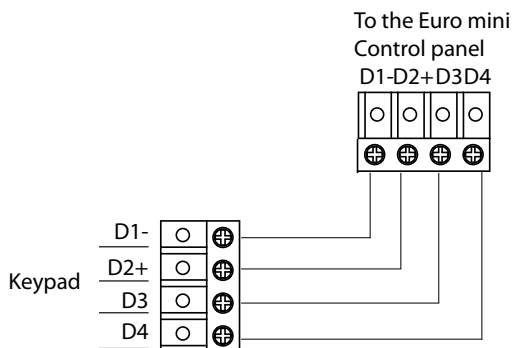 To the Euro mini
Control panel
D1-D2+D3D4
D1-
D2+
Keypad
D3
D4